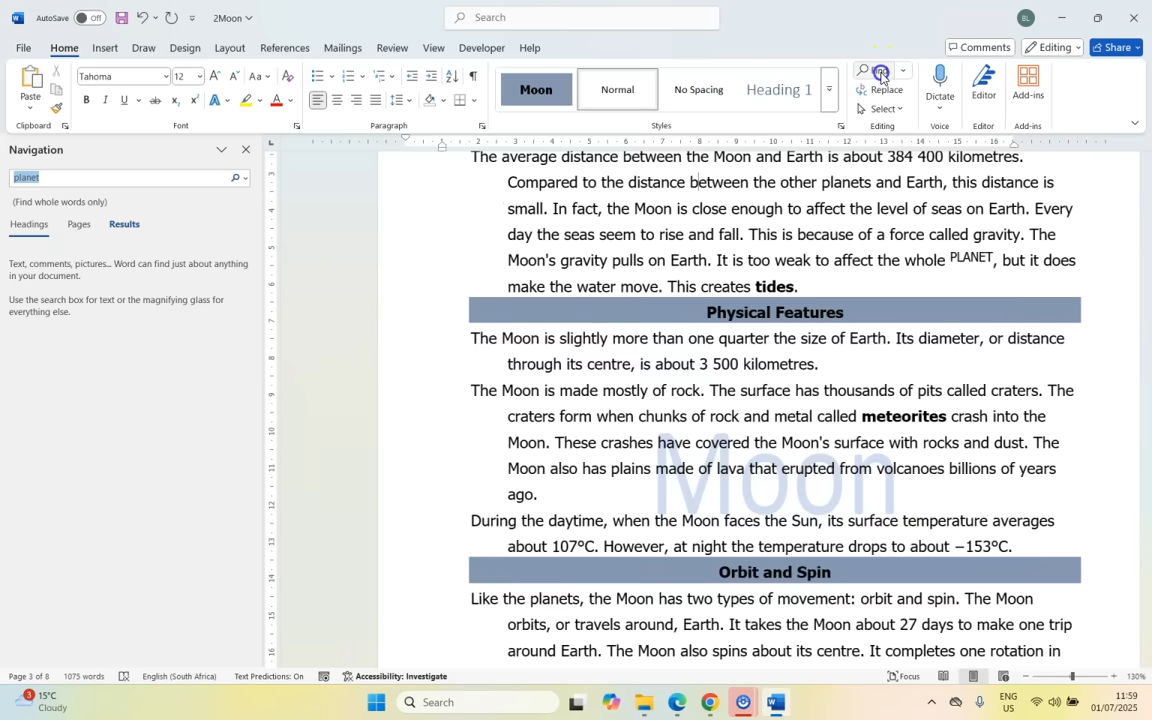 AutoSave Off 2Moon Search BL
File Home Insert Draw Design Layout References Mailings Review View Developer Help Comments Editing Share
Paste Tahoma 12 Moon Normal No Spacing Heading 1 Replace Select Dictate Editor Add-ins
Clipboard Font Paragraph Styles Editing Voice Editor Add-ins
Navigation
planet
(Find whole words only)
Headings Pages Results
Text, comments, pictures... Word can find just about anything
in your document.
Use the search box for text or the magnifying glass for
everything else.
The average distance between the Moon and Earth is about 384 400 kilometres.
Compared to the distance between the other planets and Earth, this distance is
small. In fact, the Moon is close enough to affect the level of seas on Earth. Every
day the seas seem to rise and fall. This is because of a force called gravity. The
Moon's gravity pulls on Earth. It is too weak to affect the whole PLANET, but it does
make the water move. This creates tides.
Physical Features
The Moon is slightly more than one quarter the size of Earth. Its diameter, or distance
through its centre, is about 3 500 kilometres.
The Moon is made mostly of rock. The surface has thousands of pits called craters. The
craters form when chunks of rock and metal called meteorites crash into the
Moon. These crashes have covered the Moon's surface with rocks and dust. The
Moon also has plains made of lava that erupted from volcanoes billions of years
ago.
Moon
During the daytime, when the Moon faces the Sun, its surface temperature averages
about 107°C. However, at night the temperature drops to about −153°C.
Orbit and Spin
Like the planets, the Moon has two types of movement: orbit and spin. The Moon
orbits, or travels around, Earth. It takes the Moon about 27 days to make one trip
around Earth. The Moon also spins about its centre. It completes one rotation in
Page 3 of 8 1075 words English (South Africa) Text Predictions: On Accessibility: Investigate Focus 130%
3 15°C
Cloudy
Search
ENG
US
11:59
01/07/2025